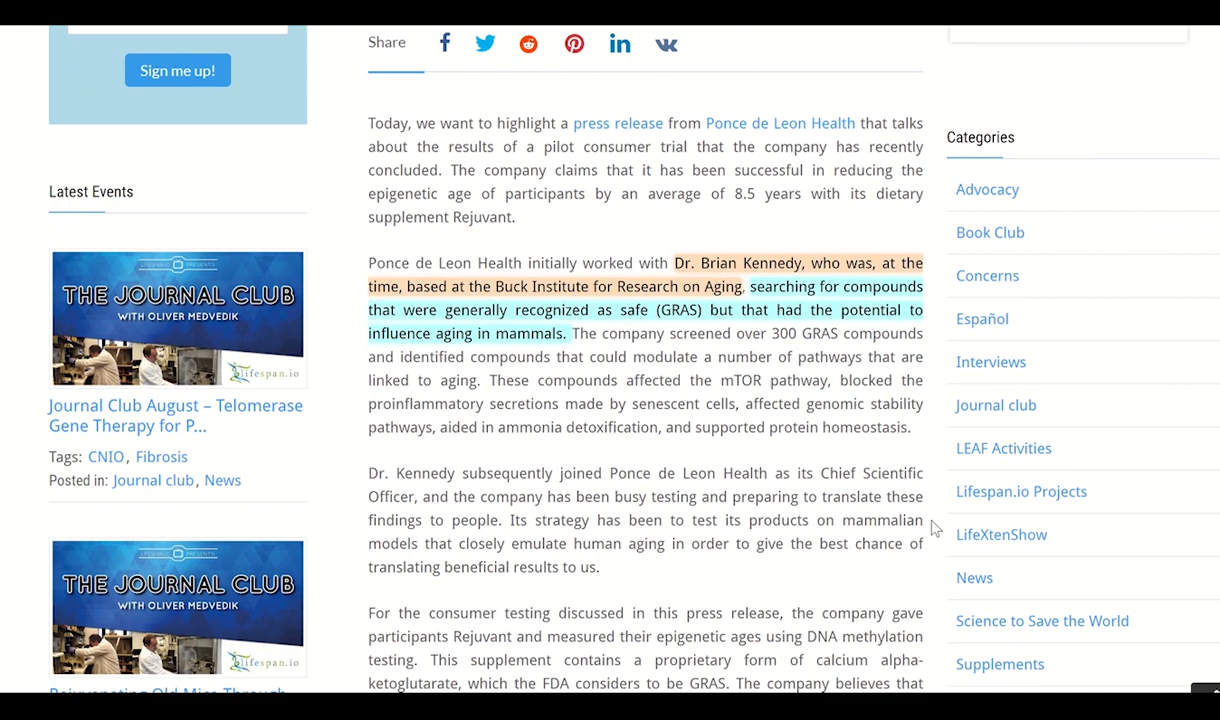 Sign me up!
Latest Events
LIFESPAN.IO PRESENTS
THE JOURNAL CLUB
WITH OLIVER MEDVEDIK
lifespan.io
Journal Club August – Telomerase
Gene Therapy for P...
Tags: CNIO, Fibrosis
Posted in: Journal club, News
THE JOURNAL CLUB
WITH OLIVER MEDVEDIK
lifespan.io
Rejuvenating Old Mice Through
Share
Today, we want to highlight a press release from Ponce de Leon Health that talks
about the results of a pilot consumer trial that the company has recently
concluded. The company claims that it has been successful in reducing the
epigenetic age of participants by an average of 8.5 years with its dietary
supplement Rejuvant.
Ponce de Leon Health initially worked with Dr. Brian Kennedy, who was, at the
time, based at the Buck Institute for Research on Aging, searching for compounds
that were generally recognized as safe (GRAS) but that had the potential to
influence aging in mammals. The company screened over 300 GRAS compounds
and identified compounds that could modulate a number of pathways that are
linked to aging. These compounds affected the mTOR pathway, blocked the
proinflammatory secretions made by senescent cells, affected genomic stability
pathways, aided in ammonia detoxification, and supported protein homeostasis.
Dr. Kennedy subsequently joined Ponce de Leon Health as its Chief Scientific
Officer, and the company has been busy testing and preparing to translate these
findings to people. Its strategy has been to test its products on mammalian
models that closely emulate human aging in order to give the best chance of
translating beneficial results to us.
For the consumer testing discussed in this press release, the company gave
participants Rejuvant and measured their epigenetic ages using DNA methylation
testing. This supplement contains a proprietary form of calcium alpha-
ketoglutarate, which the FDA considers to be GRAS. The company believes that
Categories
Advocacy
Book Club
Concerns
Español
Interviews
Journal club
LEAF Activities
Lifespan.io Projects
LifeXtenShow
News
Science to Save the World
Supplements